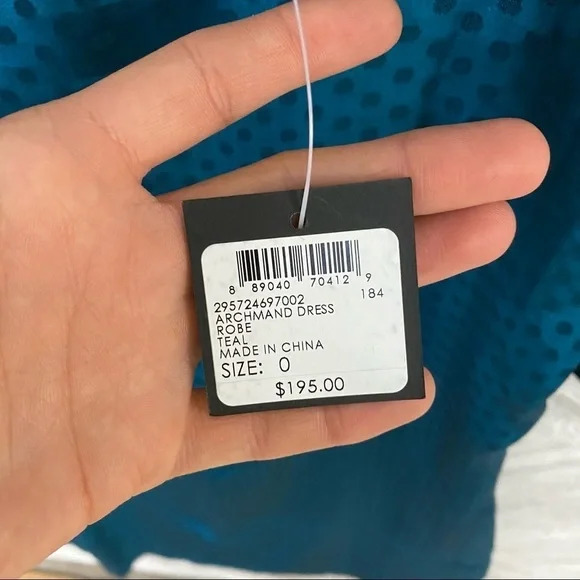 8 89040 70412 9
295724697002 184
ARCHMAND DRESS
ROBE
TEAL
MADE IN CHINA
SIZE: 0
$195.00